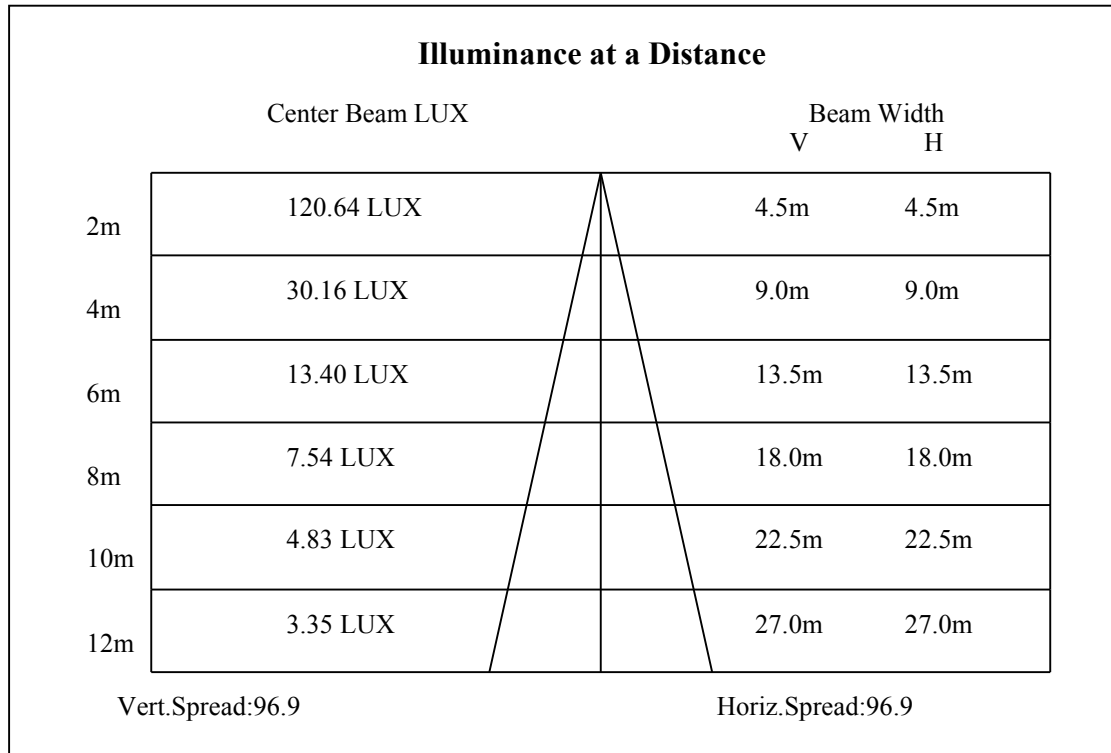 Illuminance at a Distance
Center Beam LUX Beam Width
V H
2m 120.64 LUX 4.5m 4.5m
4m 30.16 LUX 9.0m 9.0m
6m 13.40 LUX 13.5m 13.5m
8m 7.54 LUX 18.0m 18.0m
10m 4.83 LUX 22.5m 22.5m
12m 3.35 LUX 27.0m 27.0m
Vert.Spread:96.9 Horiz.Spread:96.9